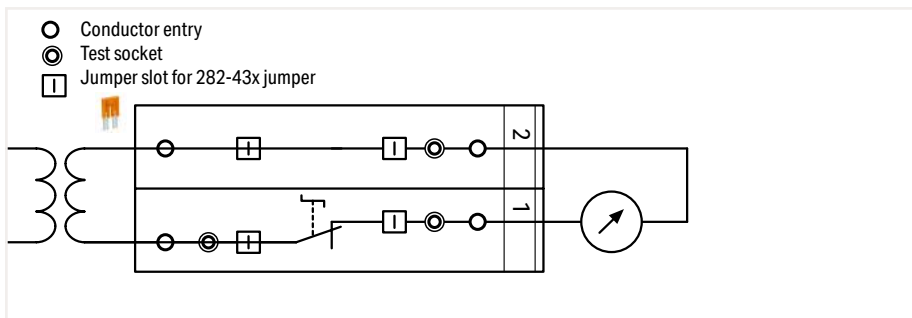 Conductor entry
Test socket
Jumper slot for 282-43x jumper
2
1